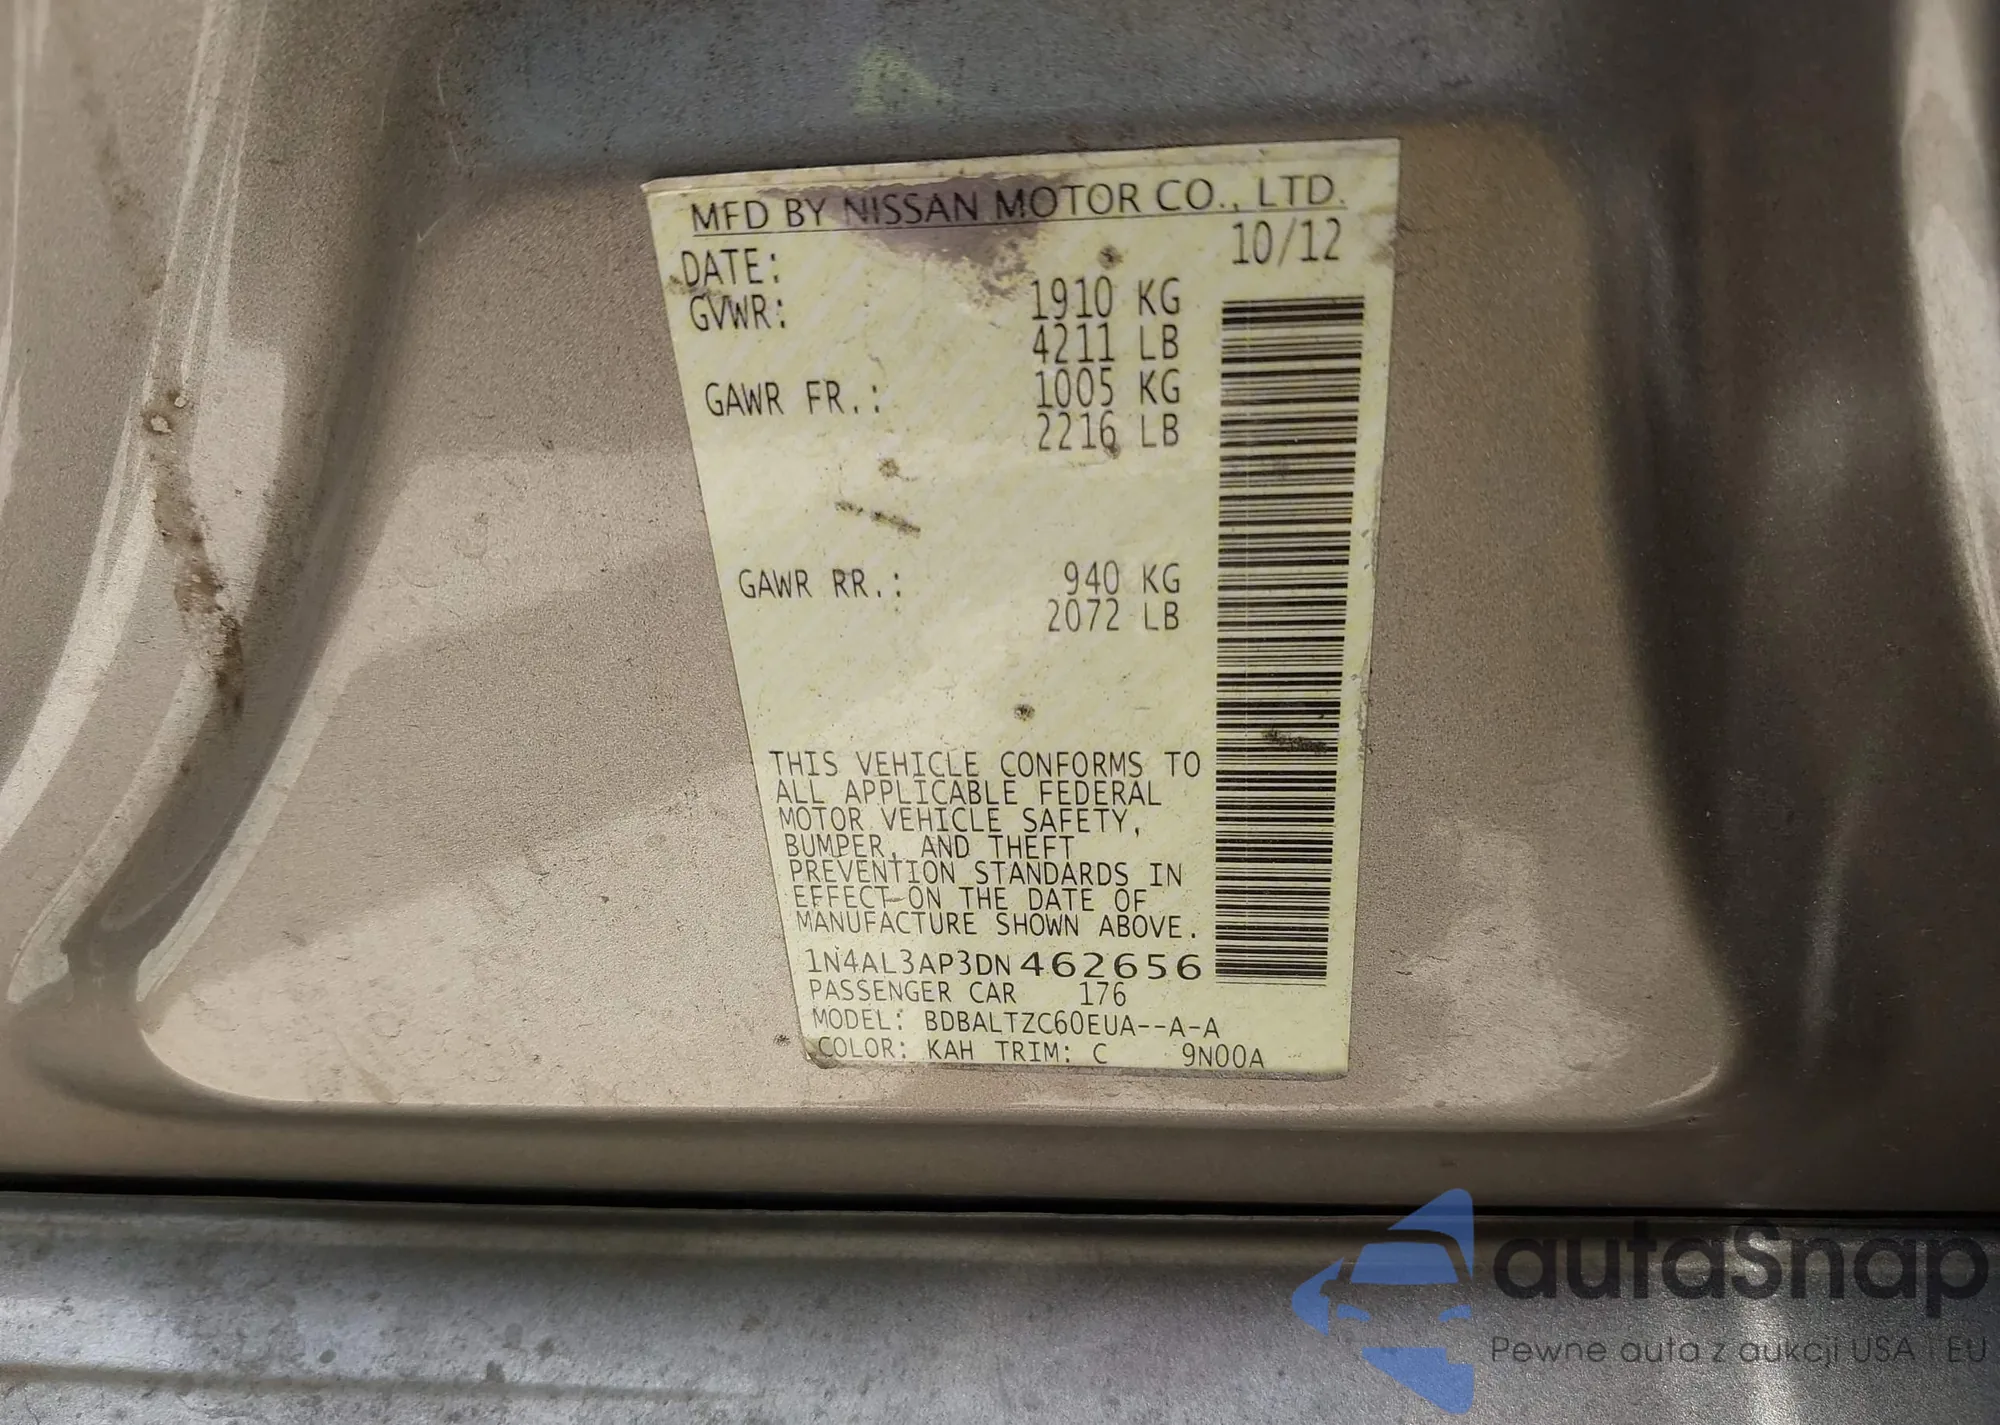 MFD BY NISSAN MOTOR CO., LTD.
DATE: 10/12
GVWR: 1910 KG
4211 LB
GAWR FR.: 1005 KG
2216 LB
GAWR RR.: 940 KG
2072 LB
THIS VEHICLE CONFORMS TO
ALL APPLICABLE FEDERAL
MOTOR VEHICLE SAFETY,
BUMPER, AND THEFT
PREVENTION STANDARDS IN
EFFECT ON THE DATE OF
MANUFACTURE SHOWN ABOVE.
1N4AL3AP3DN462656
PASSENGER CAR 176
MODEL: BDBALTZC60EUA--A-A
COLOR: KAH TRIM: C 9N00A
autaSnap
Pewne auta z aukcji USA i EU